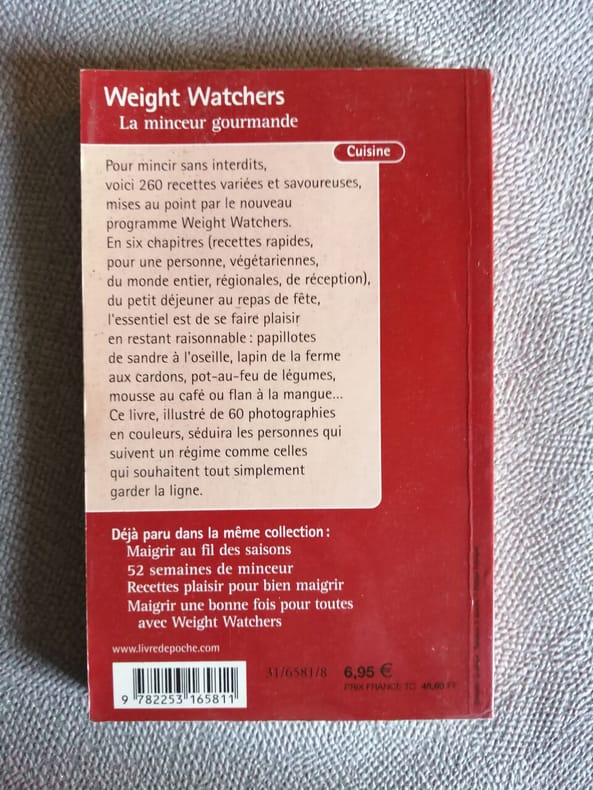 Weight Watchers
La minceur gourmande
Cuisine
Pour mincir sans interdits,
voici 260 recettes variées et savoureuses,
mises au point par le nouveau
programme Weight Watchers.
En six chapitres (recettes rapides,
pour une personne, végétariennes,
du monde entier, régionales, de réception),
du petit déjeuner au repas de fête,
l'essentiel est de se faire plaisir
en restant raisonnable : papillotes
de sandre à l'oseille, lapin de la ferme
aux cardons, pot-au-feu de légumes,
mousse au café ou flan à la mangue...
Ce livre, illustré de 60 photographies
en couleurs, séduira les personnes qui
suivent un régime comme celles
qui souhaitent tout simplement
garder la ligne.
Déjà paru dans la même collection :
Maigrir au fil des saisons
52 semaines de minceur
Recettes plaisir pour bien maigrir
Maigrir une bonne fois pour toutes
avec Weight Watchers
www.livredepoche.com
9 782253 165811
31/6581/8
6,95 €
PRIX FRANCE TC